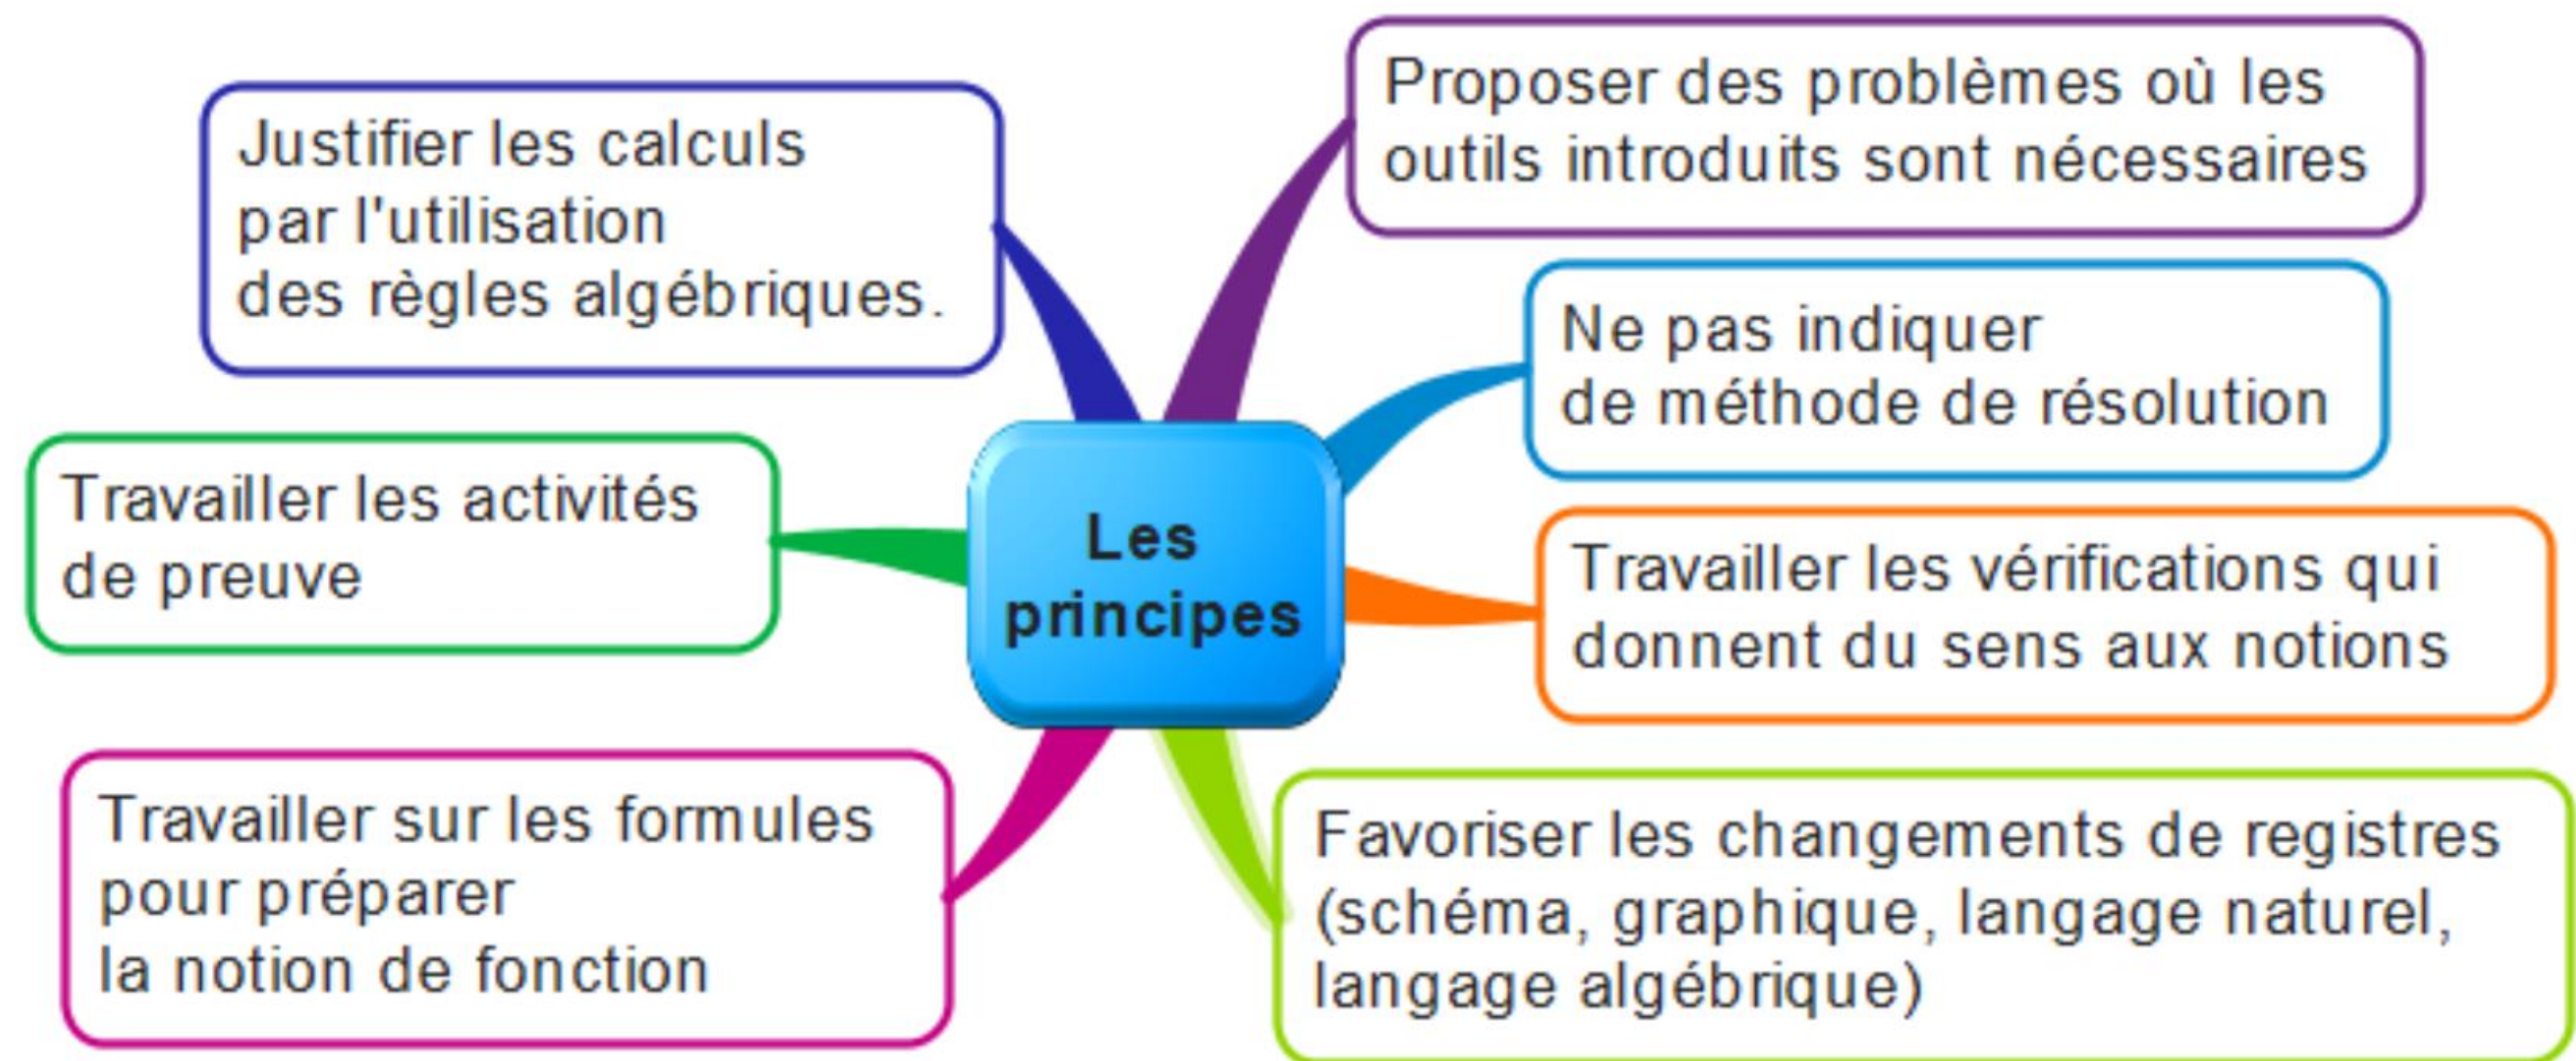 Justifier les calculs
par l'utilisation
des règles algébriques.
Travailler les activités
de preuve
Travailler sur les formules
pour préparer
la notion de fonction
Les
principes
Proposer des problèmes où les
outils introduits sont nécessaires
Ne pas indiquer
de méthode de résolution
Travailler les vérifications qui
donnent du sens aux notions
Favoriser les changements de registres
(schéma, graphique, langage naturel,
langage algébrique)